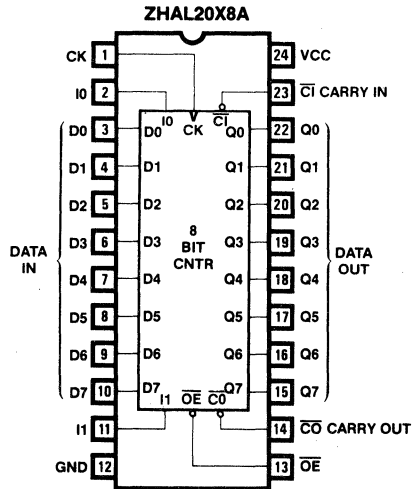 ZHAL20X8A
CK 1 24 VCC
I0 2 23 CI CARRY IN
I0 CK CI
D0 3 D0 Q0 22 Q0
D1 4 D1 Q1 21 Q1
D2 5 D2 Q2 20 Q2
D3 6 D3 Q3 19 Q3
D4 7 D4 Q4 18 Q4
D5 8 D5 Q5 17 Q5
D6 9 D6 Q6 16 Q6
D7 10 D7 Q7 15 Q7
DATA IN
8 BIT CNTR
DATA OUT
I1 OE C0
I1 11 14 CO CARRY OUT
GND 12 13 OE